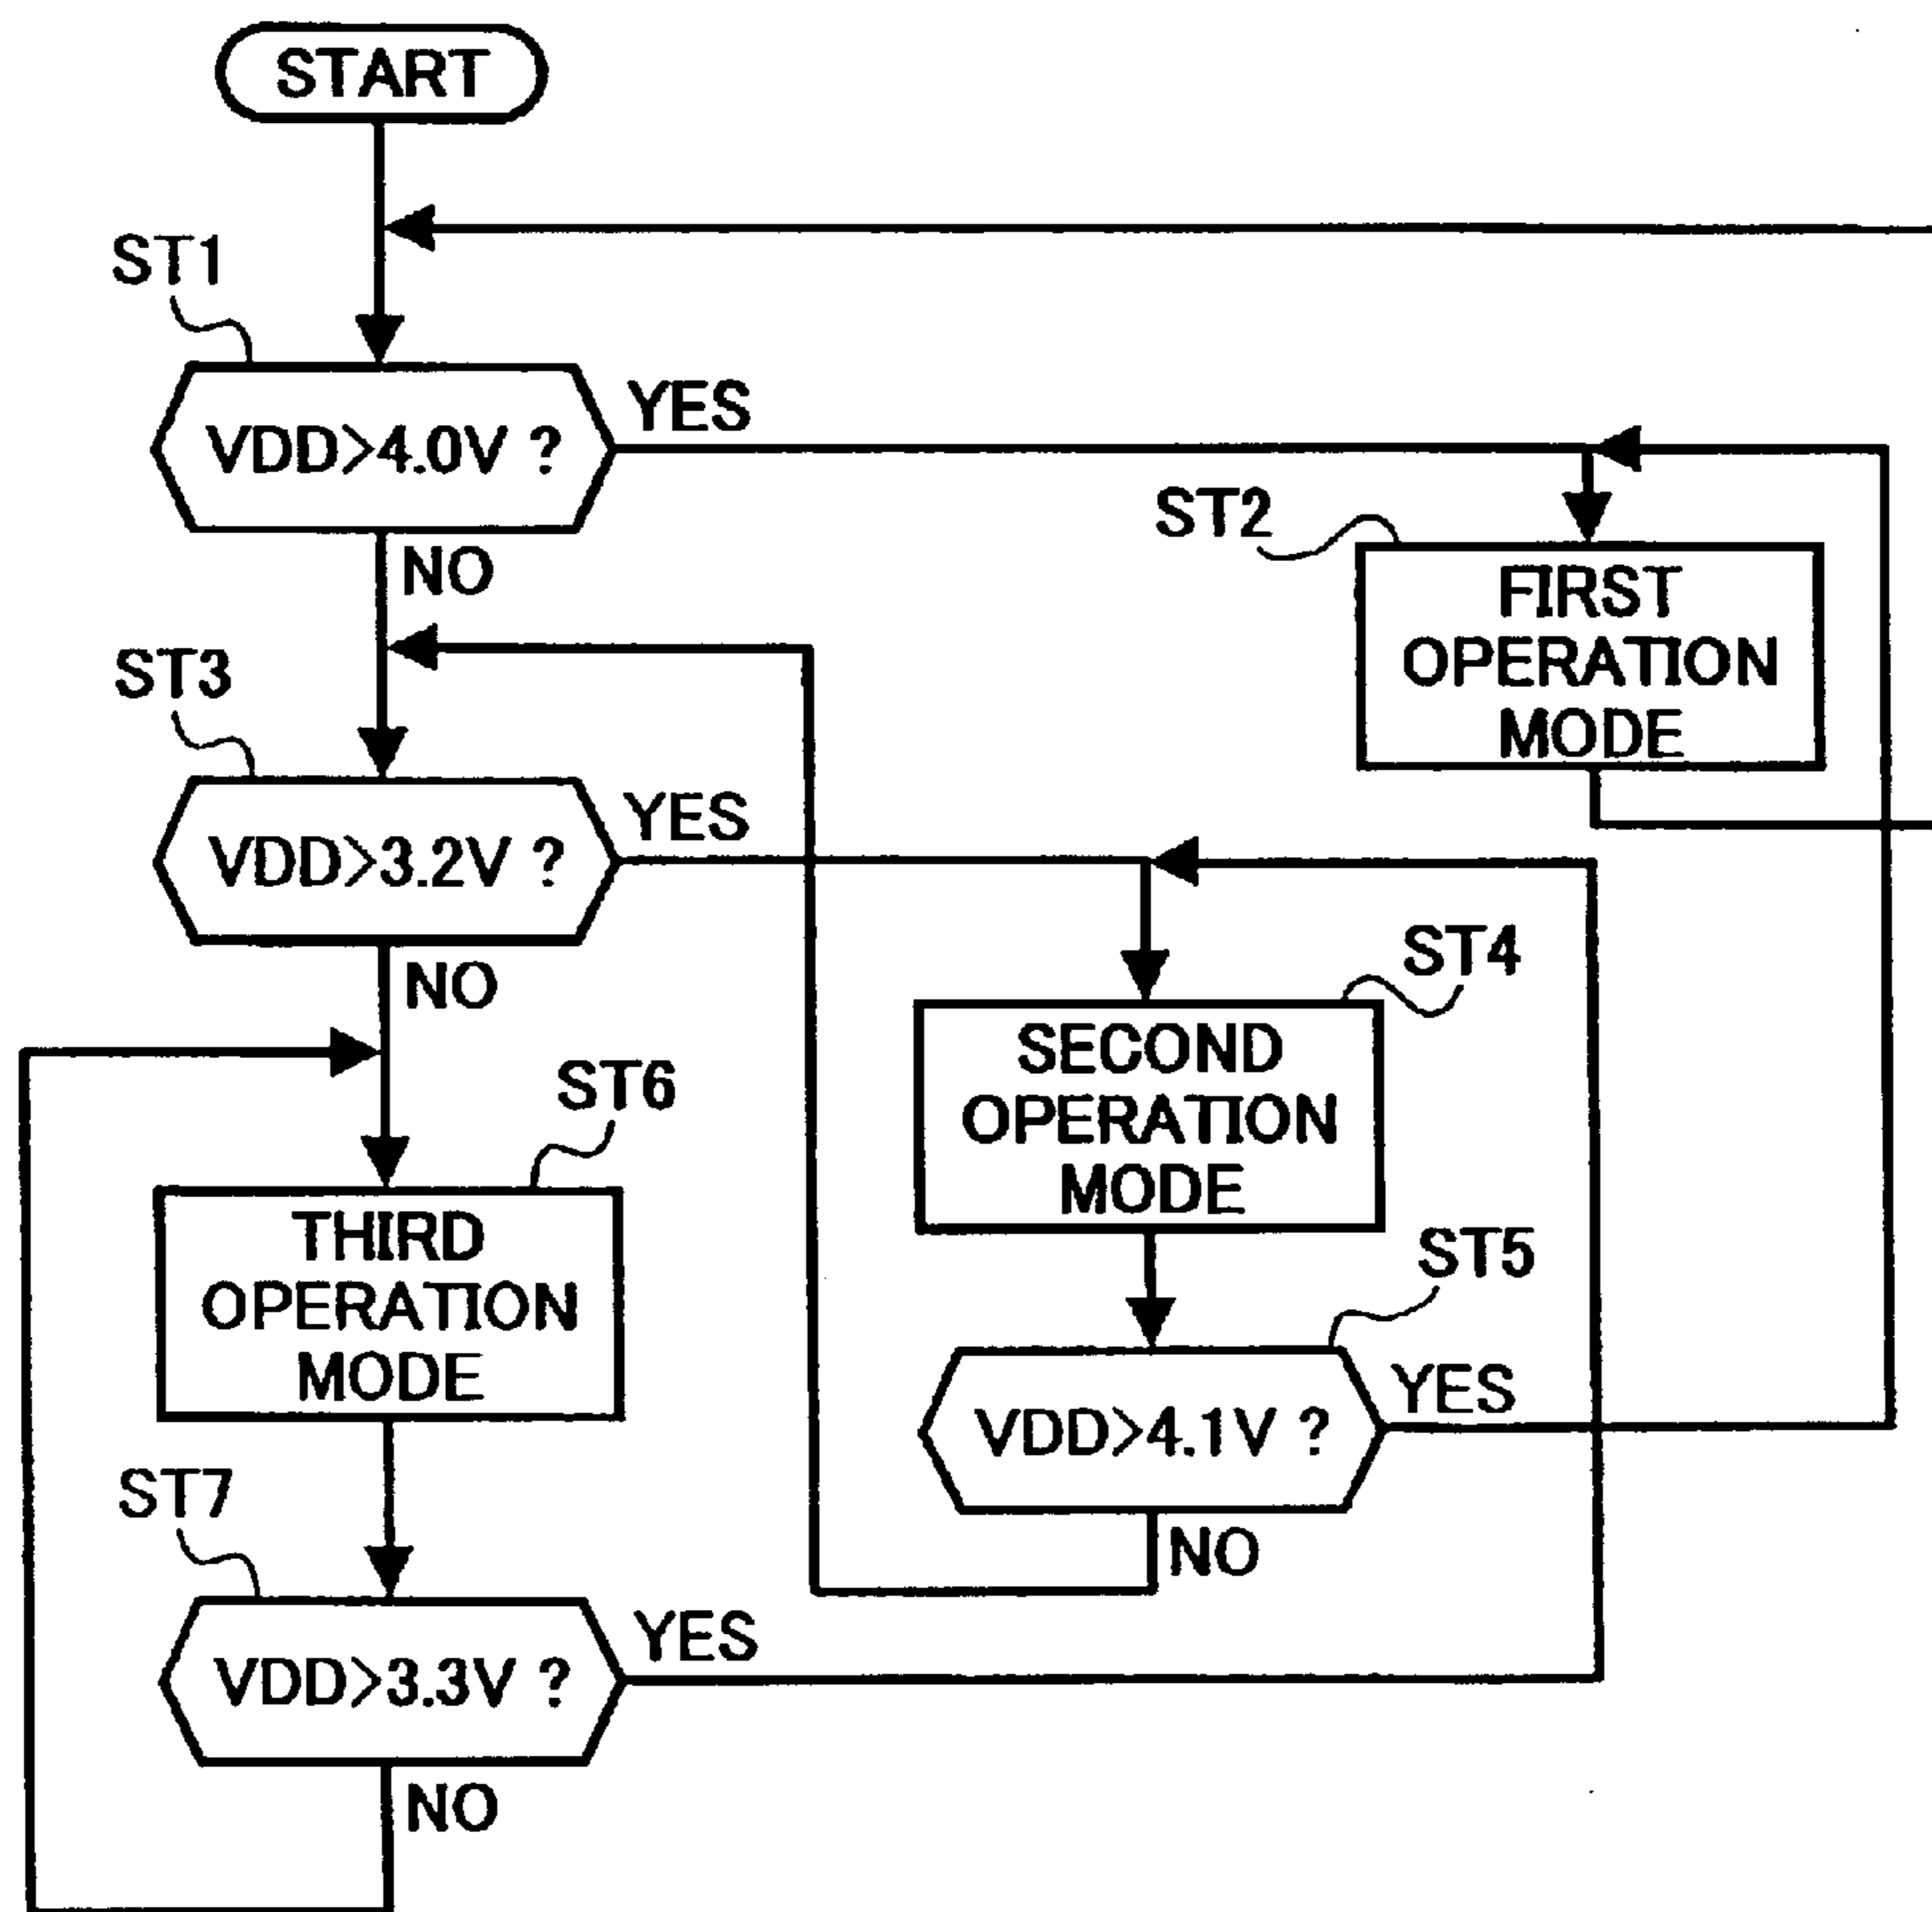 START
ST1
VDD>4.0V ?
YES
NO
ST2
FIRST
OPERATION
MODE
ST3
VDD>3.2V ?
YES
NO
ST4
SECOND
OPERATION
MODE
ST5
VDD>4.1V ?
YES
NO
ST6
THIRD
OPERATION
MODE
ST7
VDD>3.3V ?
YES
NO